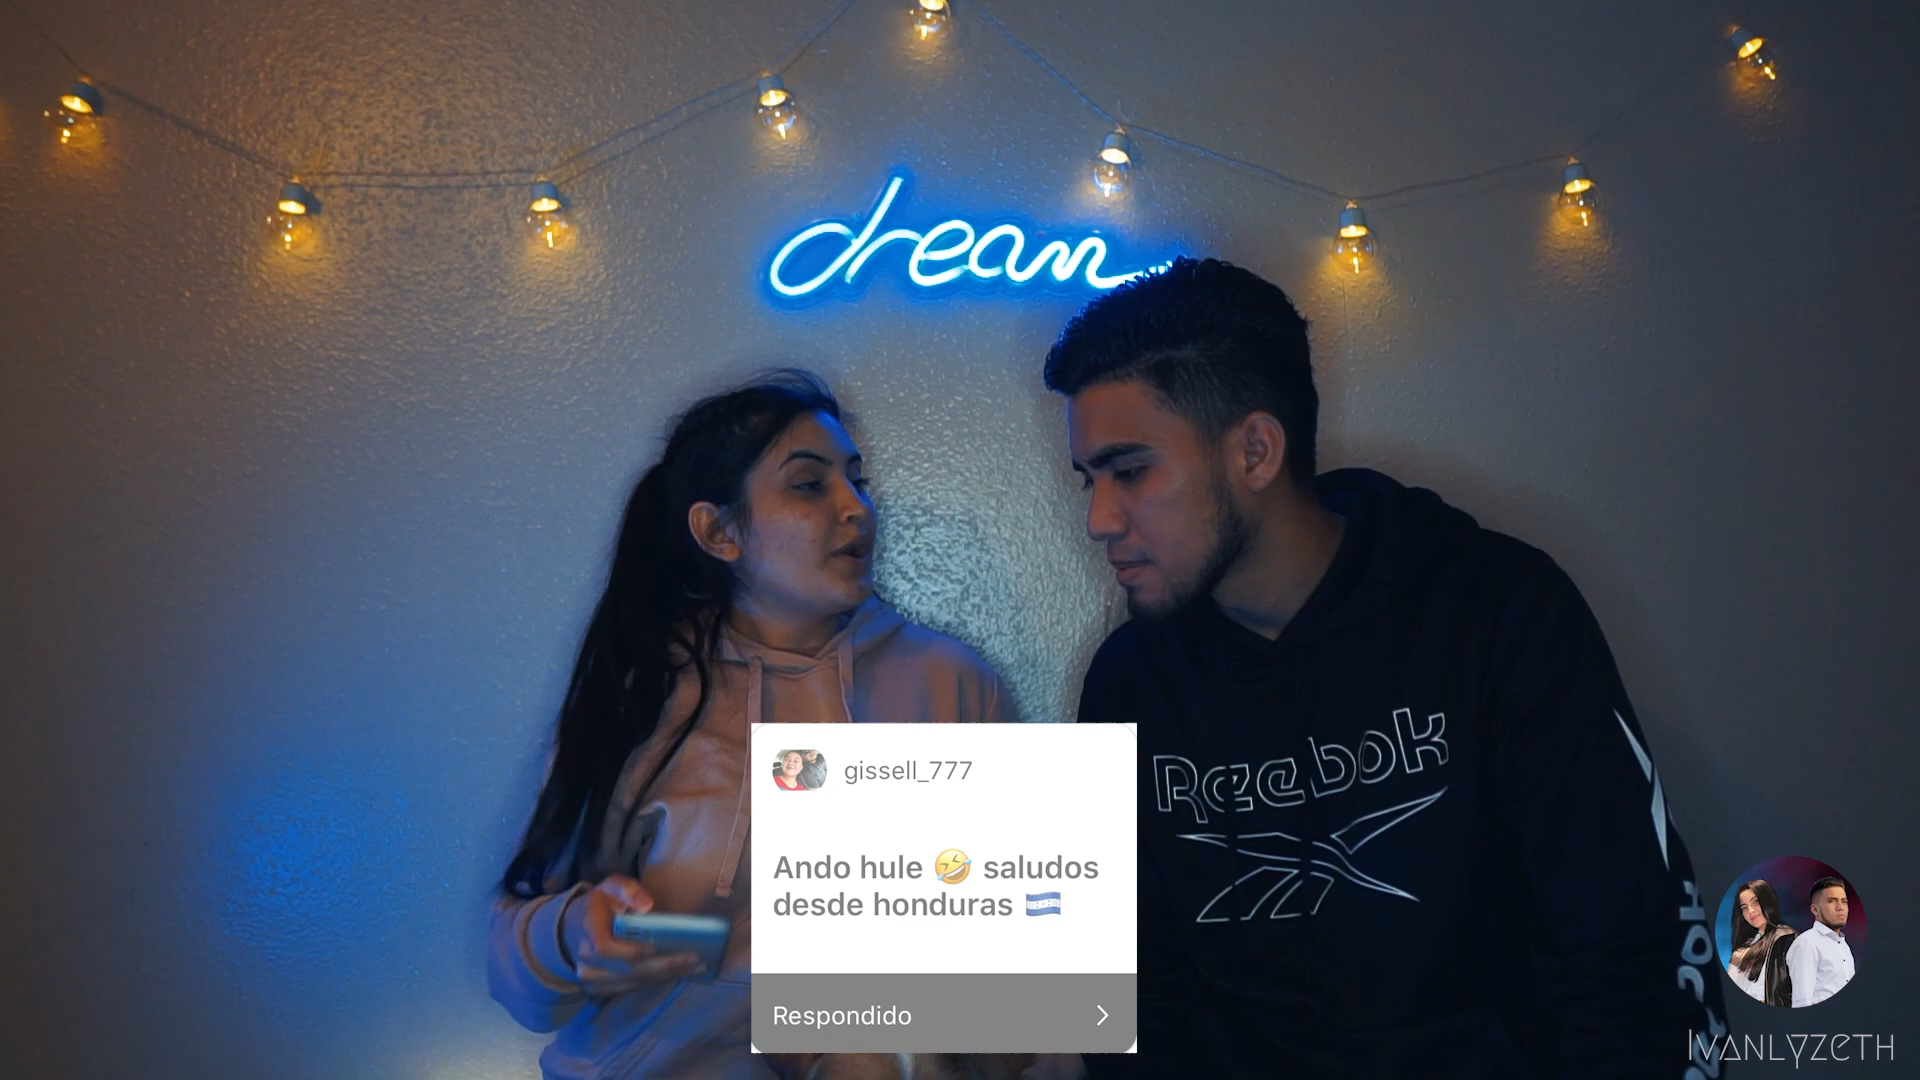 dream
gissell_777
Ando hule 🤣 saludos
desde honduras 🇭🇳
Respondido
Reebok
IVANLYZETH